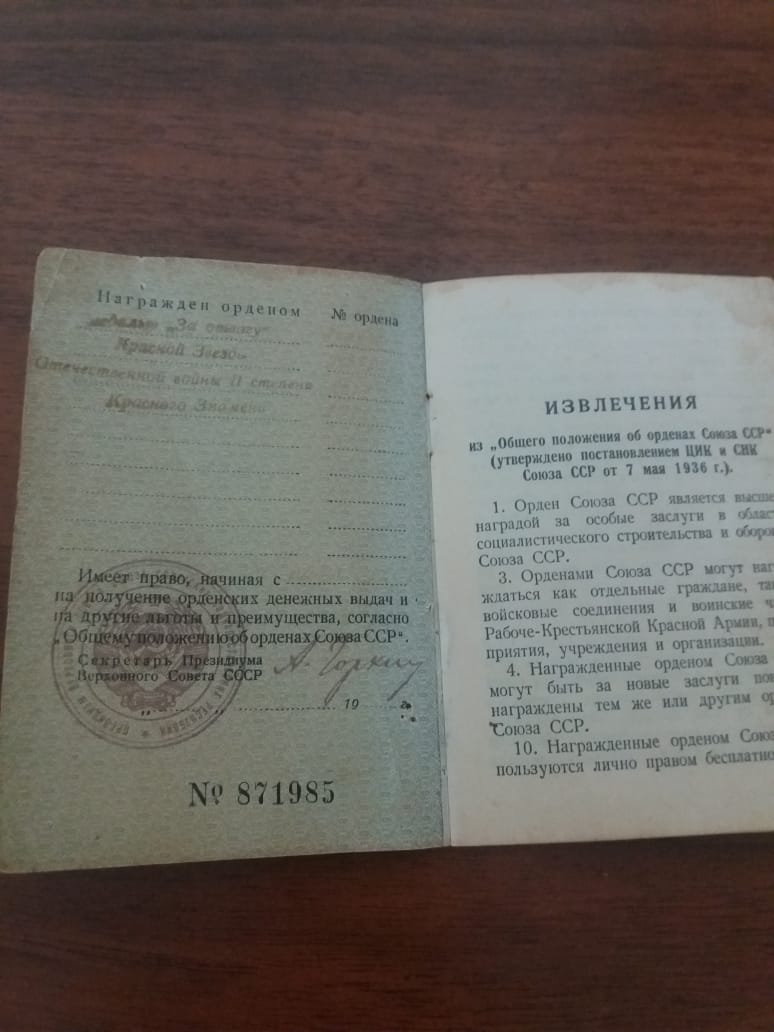 Награжден орденом № ордена
медалью „За отвагу“
Красной Звезды
Отечественной войны II степени
Красного Знамени
Имеет право, начиная с
на получение орденских денежных выдач и
на другие льготы и преимущества, согласно
„Общему положению об орденах Союза ССР“.
Секретарь Президиума
Верховного Совета СССР
А. Горкин
„ “ 19 г.
№ 871985
ИЗВЛЕЧЕНИЯ
из „Общего положения об орденах Союза ССР“
(утверждено постановлением ЦИК и СНК
Союза ССР от 7 мая 1936 г.).
1. Орден Союза ССР является высше
наградой за особые заслуги в облас
социалистического строительства и оборо
Союза ССР.
3. Орденами Союза ССР могут наг
ждаться как отдельные граждане, та
войсковые соединения и воинские ч
Рабоче-Крестьянской Красной Армии, п
приятия, учреждения и организации.
4. Награжденные орденом Союза
могут быть за новые заслуги пов
награждены тем же или другим ор
Союза ССР.
10. Награжденные орденом Союз
пользуются лично правом бесплатно